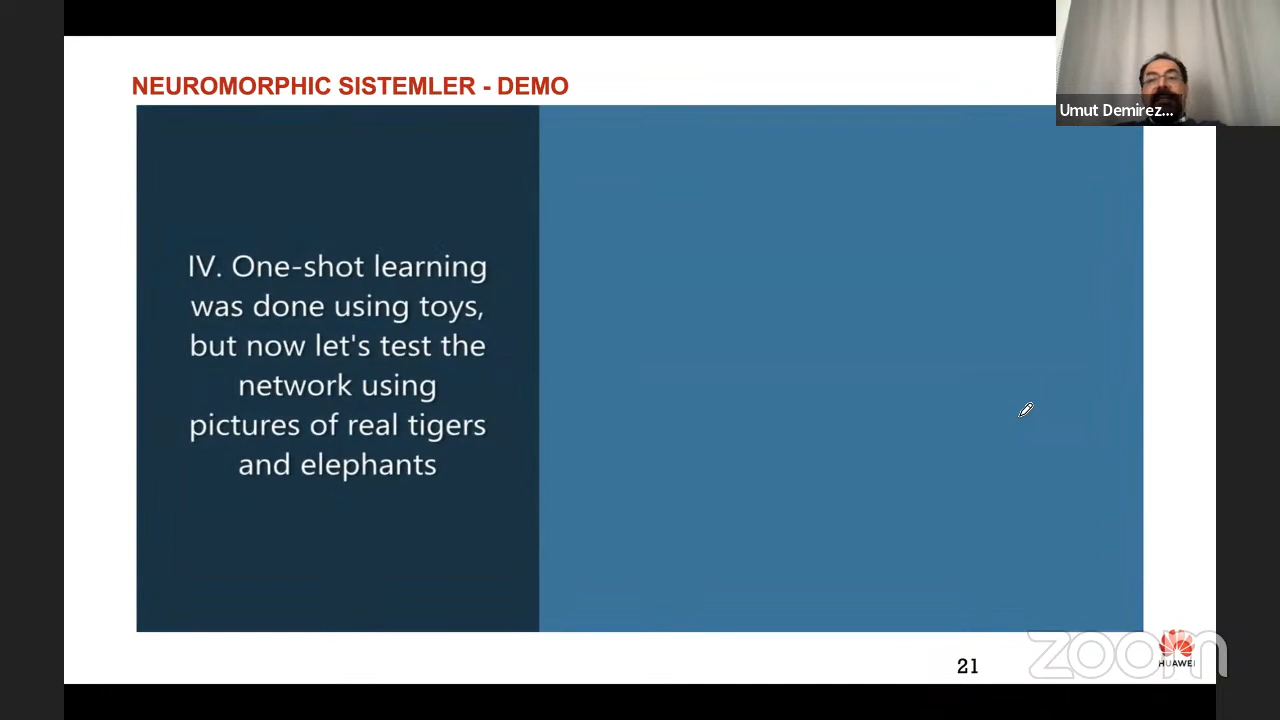 NEUROMORPHIC SISTEMLER - DEMO
Umut Demirez...
IV. One-shot learning
was done using toys,
but now let's test the
network using
pictures of real tigers
and elephants
21
zoom
HUAWEI